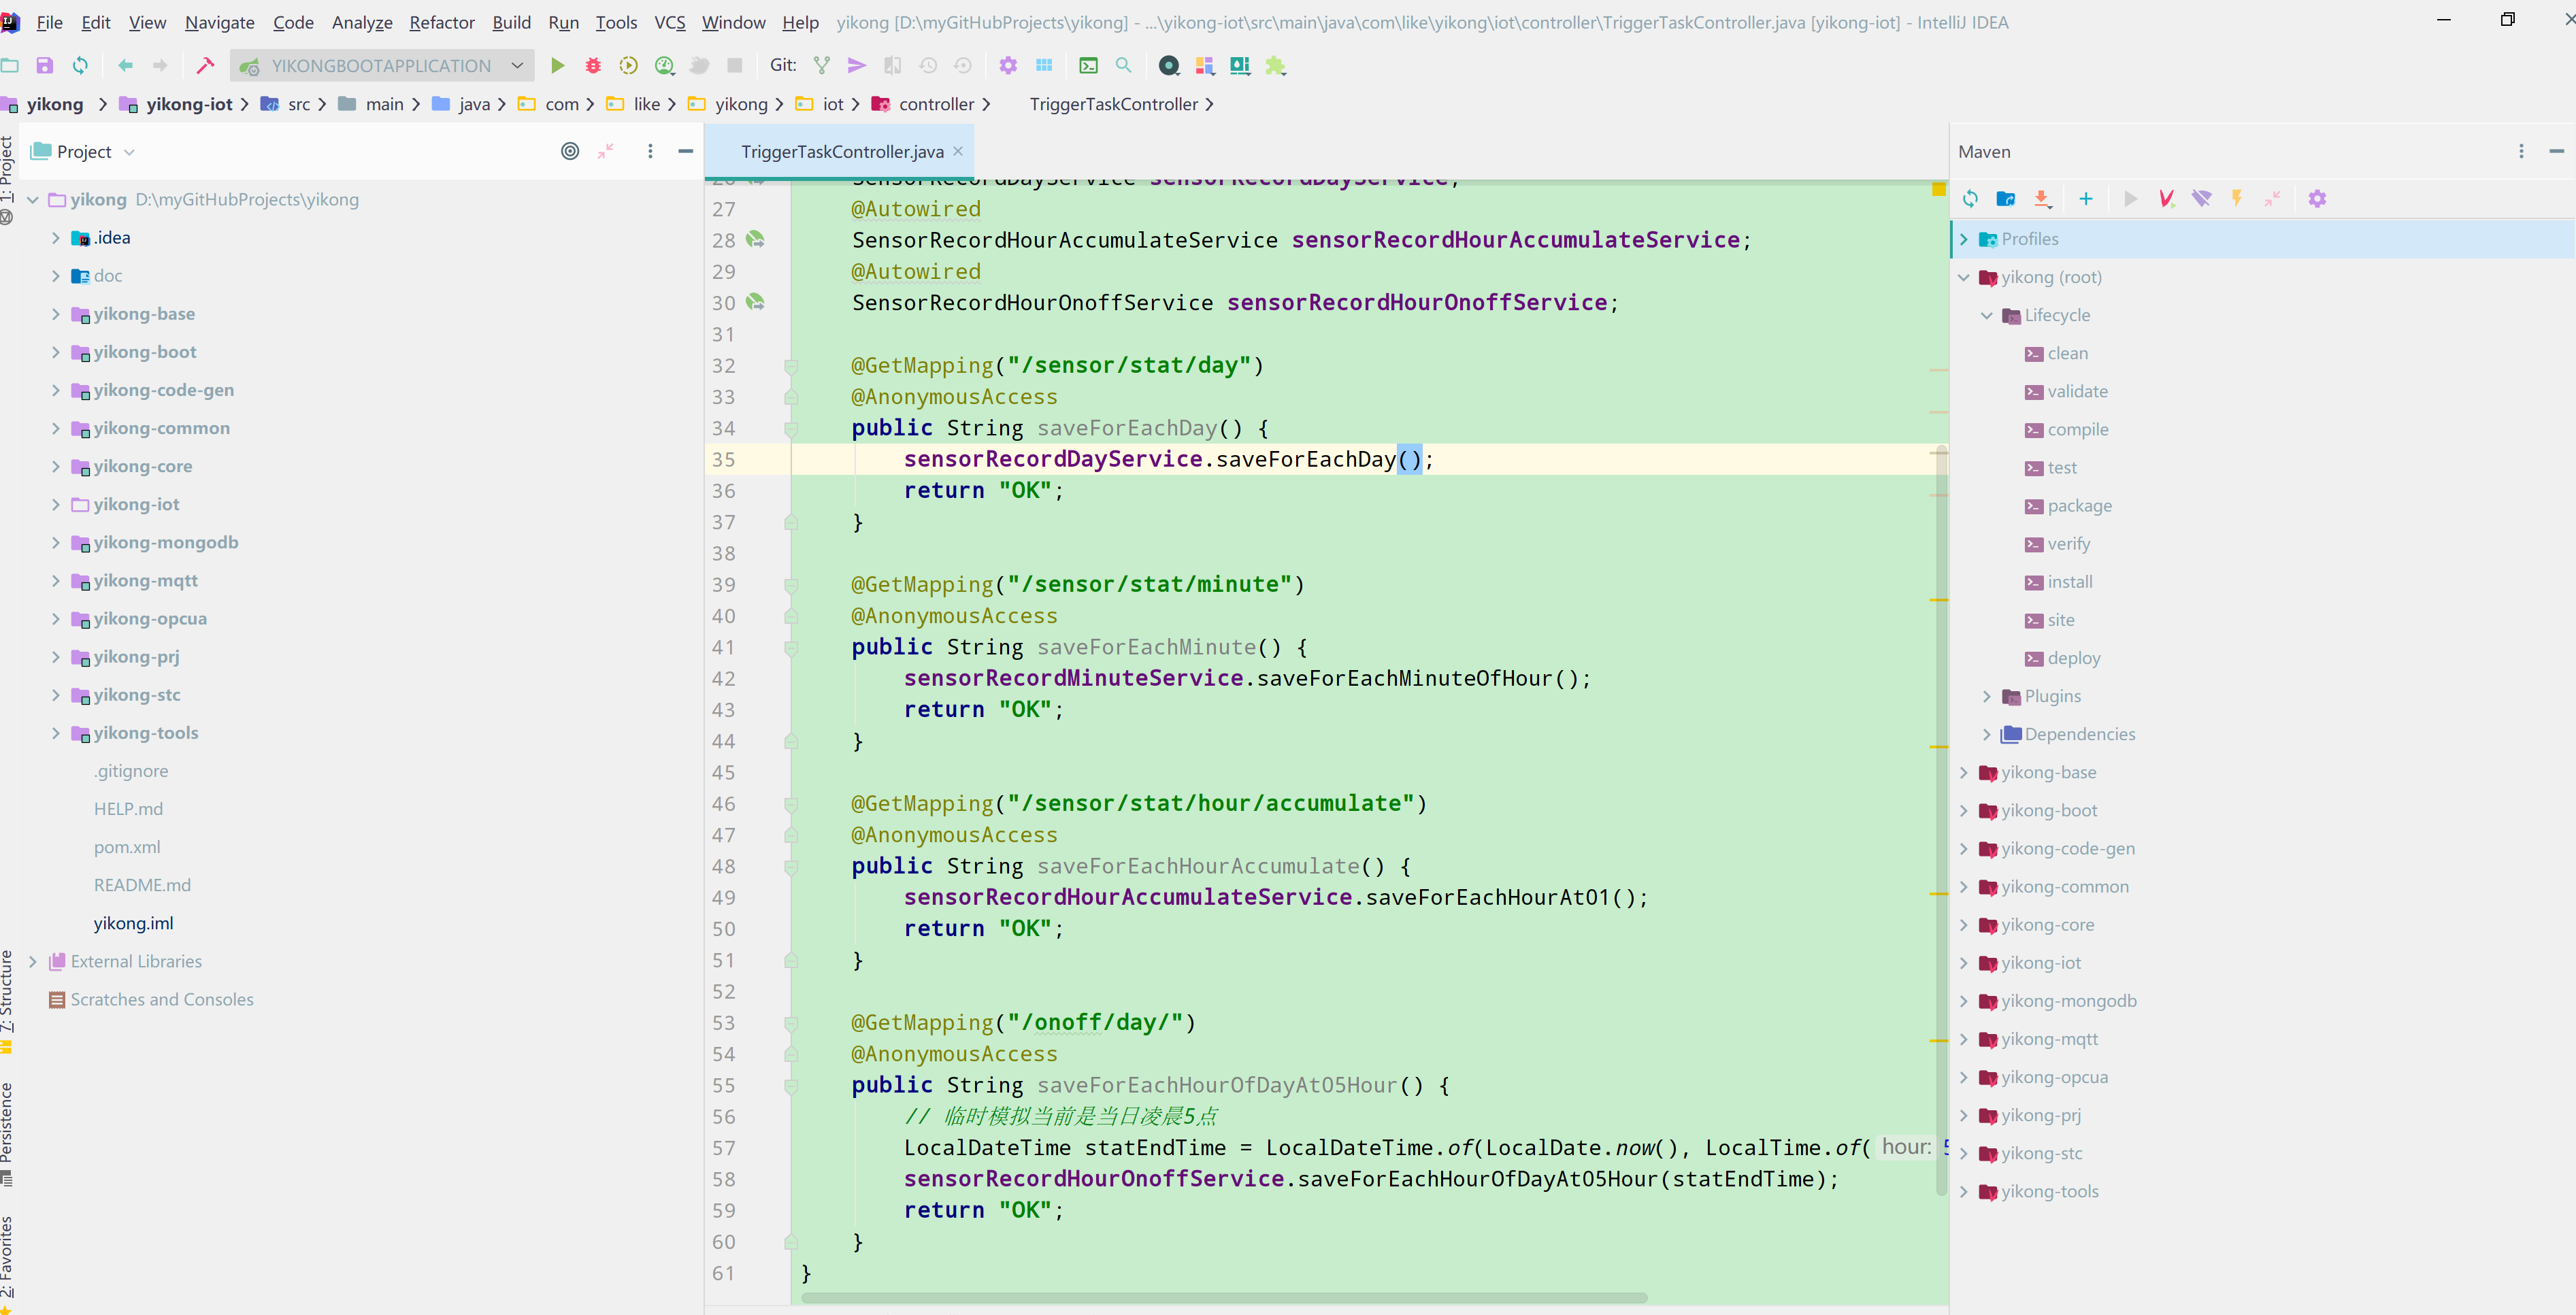 File Edit View Navigate Code Analyze Refactor Build Run Tools VCS Window Help yikong [D:\myGitHubProjects\yikong] - ...\yikong-iot\src\main\java\com\like\yikong\iot\controller\TriggerTaskController.java [yikong-iot] - IntelliJ IDEA
YIKONGBOOTAPPLICATION Git:
yikong yikong-iot src main java com like yikong iot controller TriggerTaskController
1: Project
7: Structure
Persistence
2: Favorites
Project
yikong D:\myGitHubProjects\yikong
.idea
doc
yikong-base
yikong-boot
yikong-code-gen
yikong-common
yikong-core
yikong-iot
yikong-mongodb
yikong-mqtt
yikong-opcua
yikong-prj
yikong-stc
yikong-tools
.gitignore
HELP.md
pom.xml
README.md
yikong.iml
External Libraries
Scratches and Consoles
TriggerTaskController.java
26 SensorRecordDayService sensorRecordDayService;
27 @Autowired
28 SensorRecordHourAccumulateService sensorRecordHourAccumulateService;
29 @Autowired
30 SensorRecordHourOnoffService sensorRecordHourOnoffService;
31
32 @GetMapping("/sensor/stat/day")
33 @AnonymousAccess
34 public String saveForEachDay() {
35 sensorRecordDayService.saveForEachDay();
36 return "OK";
37 }
38
39 @GetMapping("/sensor/stat/minute")
40 @AnonymousAccess
41 public String saveForEachMinute() {
42 sensorRecordMinuteService.saveForEachMinuteOfHour();
43 return "OK";
44 }
45
46 @GetMapping("/sensor/stat/hour/accumulate")
47 @AnonymousAccess
48 public String saveForEachHourAccumulate() {
49 sensorRecordHourAccumulateService.saveForEachHourAt01();
50 return "OK";
51 }
52
53 @GetMapping("/onoff/day/")
54 @AnonymousAccess
55 public String saveForEachHourOfDayAt05Hour() {
56 // 临时模拟当前是当日凌晨5点
57 LocalDateTime statEndTime = LocalDateTime.of(LocalDate.now(), LocalTime.of( hour: 5
58 sensorRecordHourOnoffService.saveForEachHourOfDayAt05Hour(statEndTime);
59 return "OK";
60 }
61 }
Maven
Profiles
yikong (root)
Lifecycle
clean
validate
compile
test
package
verify
install
site
deploy
Plugins
Dependencies
yikong-base
yikong-boot
yikong-code-gen
yikong-common
yikong-core
yikong-iot
yikong-mongodb
yikong-mqtt
yikong-opcua
yikong-prj
yikong-stc
yikong-tools